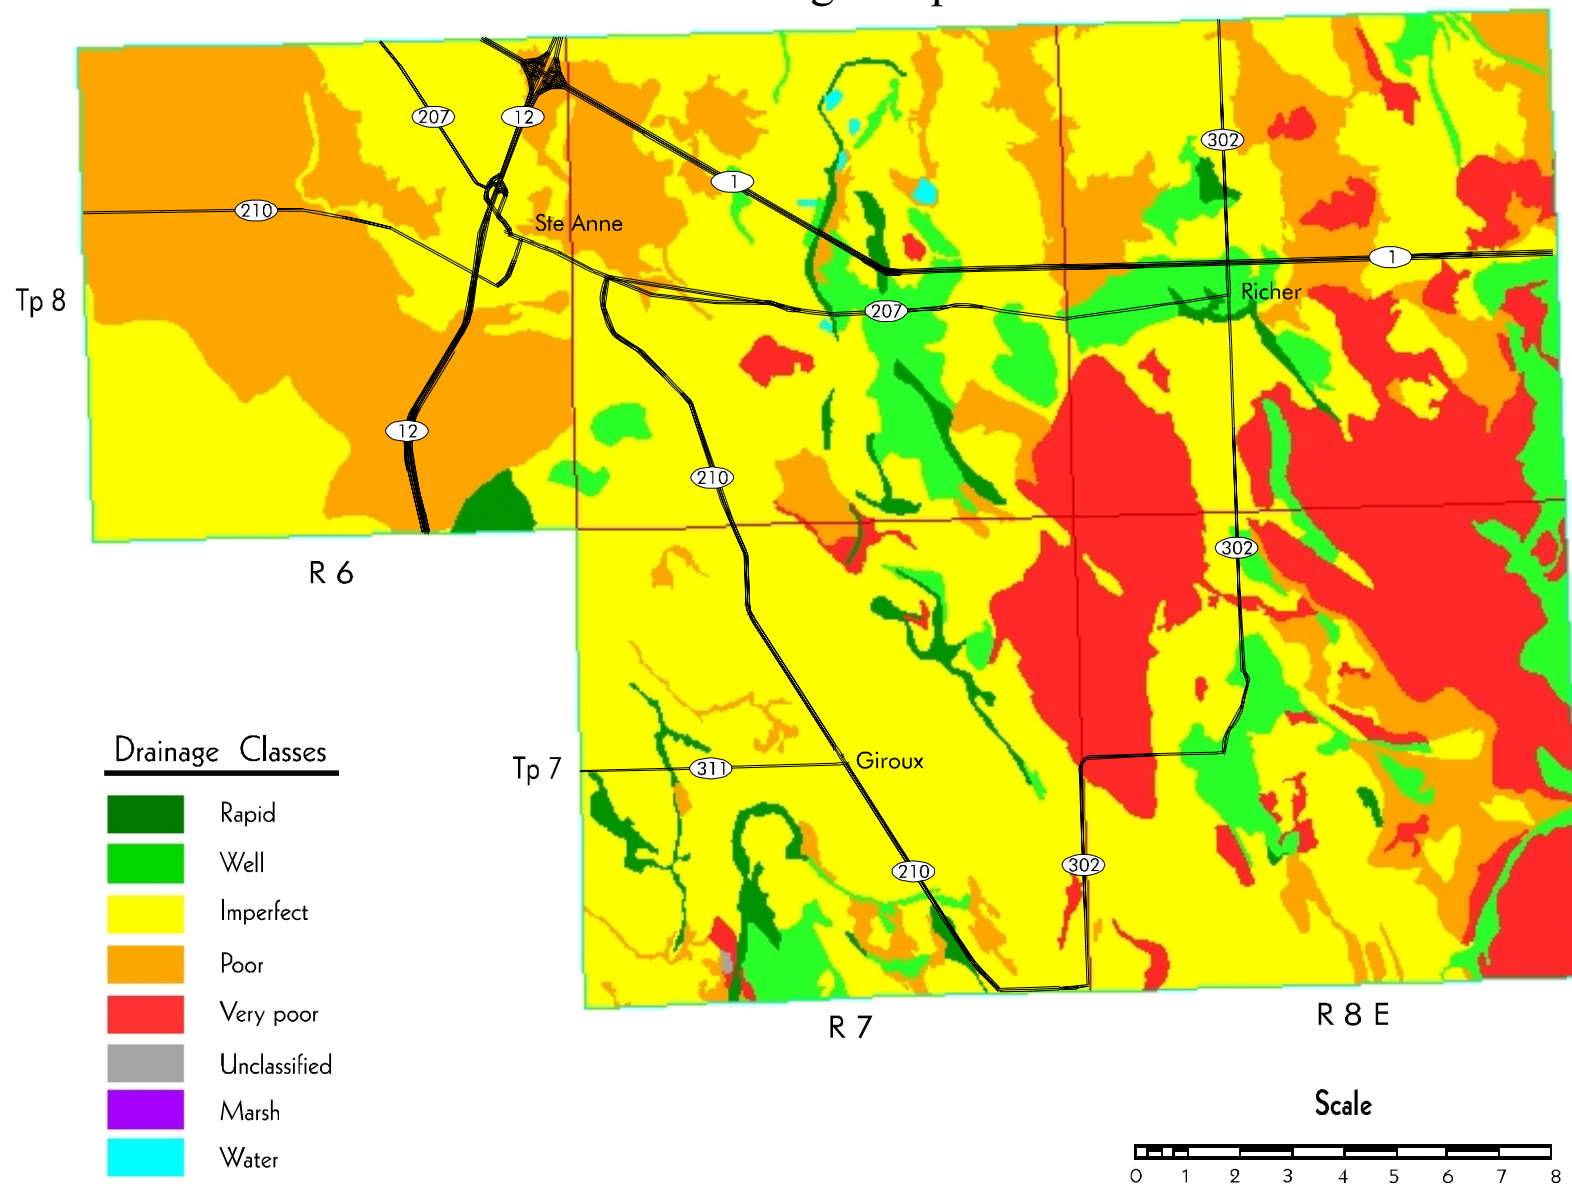 207
12
302
1
210
Ste Anne
1
Richer
Tp 8
207
12
210
302
R 6
Drainage Classes
Giroux
Tp 7
311
Rapid
Well
210
302
Imperfect
Poor
Very poor
R 7
R 8 E
Unclassified
Marsh
Scale
Water
0 1 2 3 4 5 6 7 8